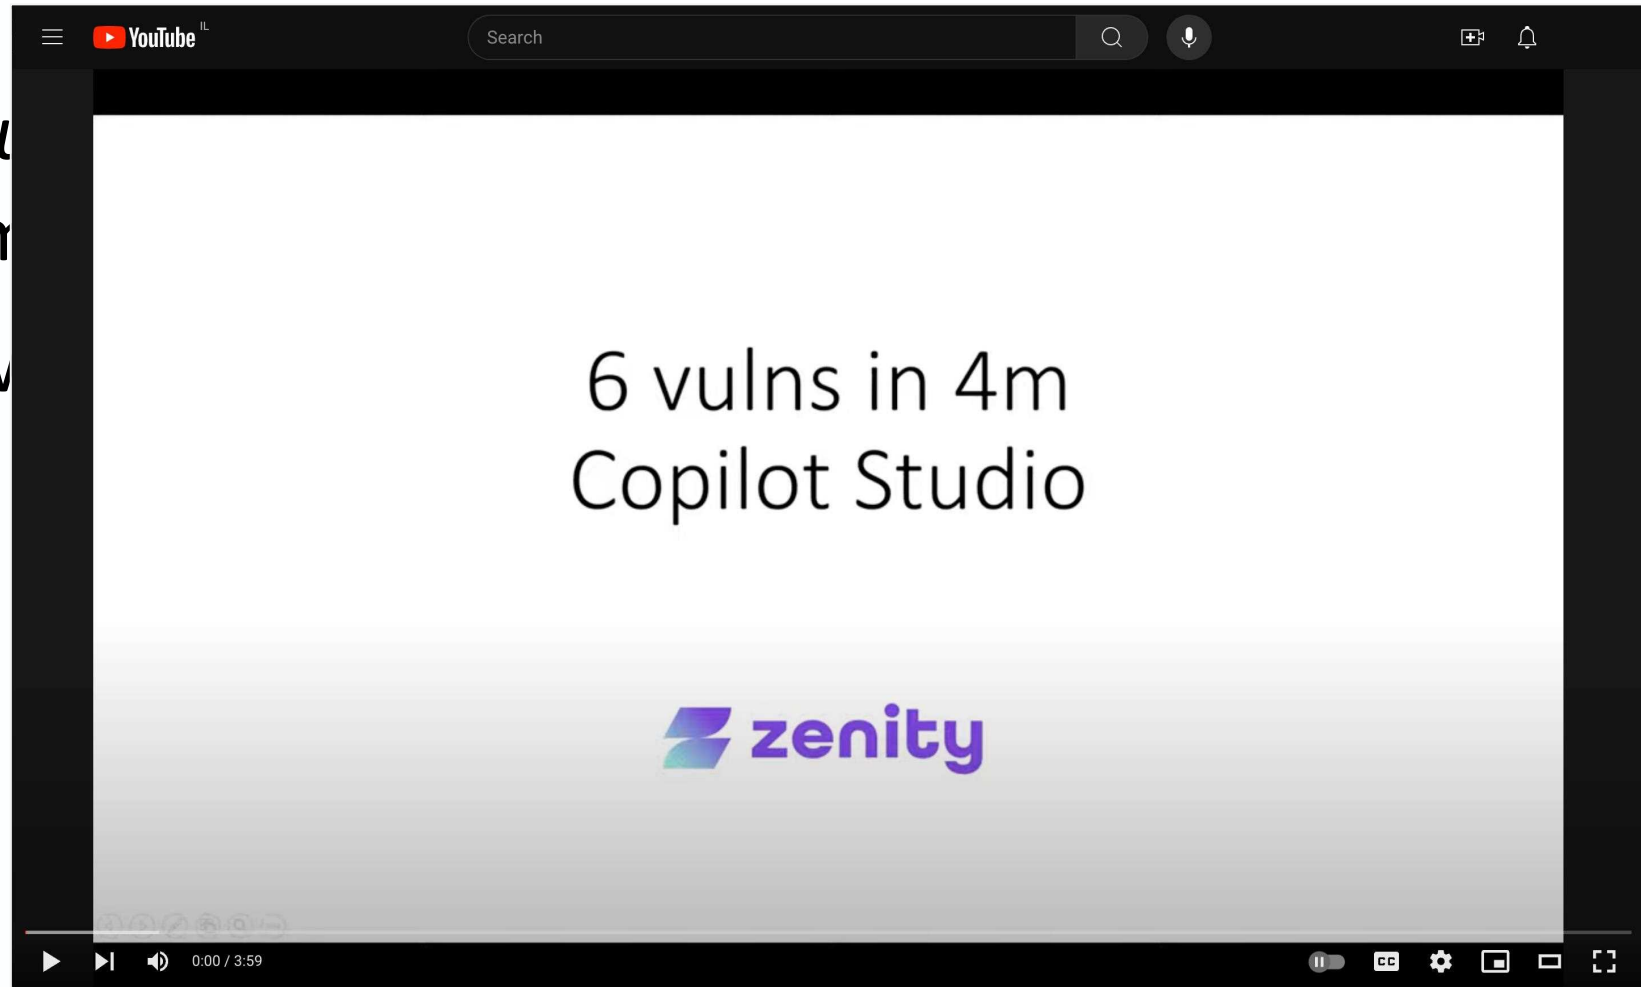 YouTube IL
Search
6 vulns in 4m
Copilot Studio
zenity
0:00 / 3:59
CC